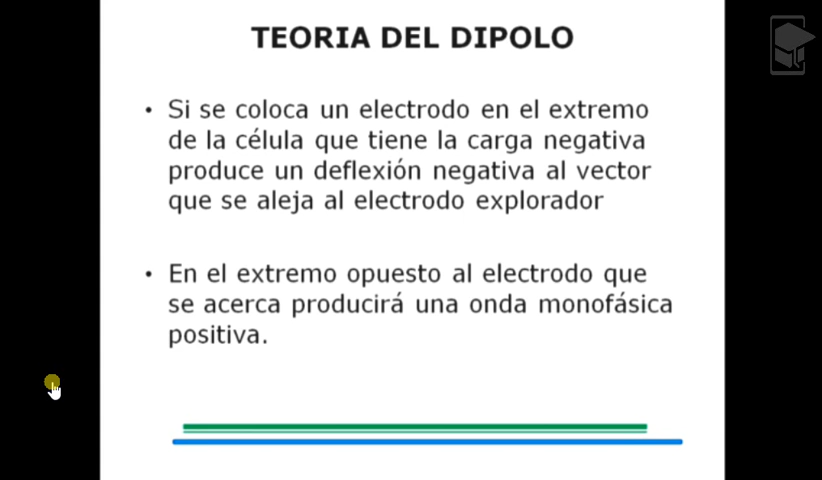 TEORIA DEL DIPOLO
• Si se coloca un electrodo en el extremo
de la célula que tiene la carga negativa
produce un deflexión negativa al vector
que se aleja al electrodo explorador
• En el extremo opuesto al electrodo que
se acerca producirá una onda monofásica
positiva.